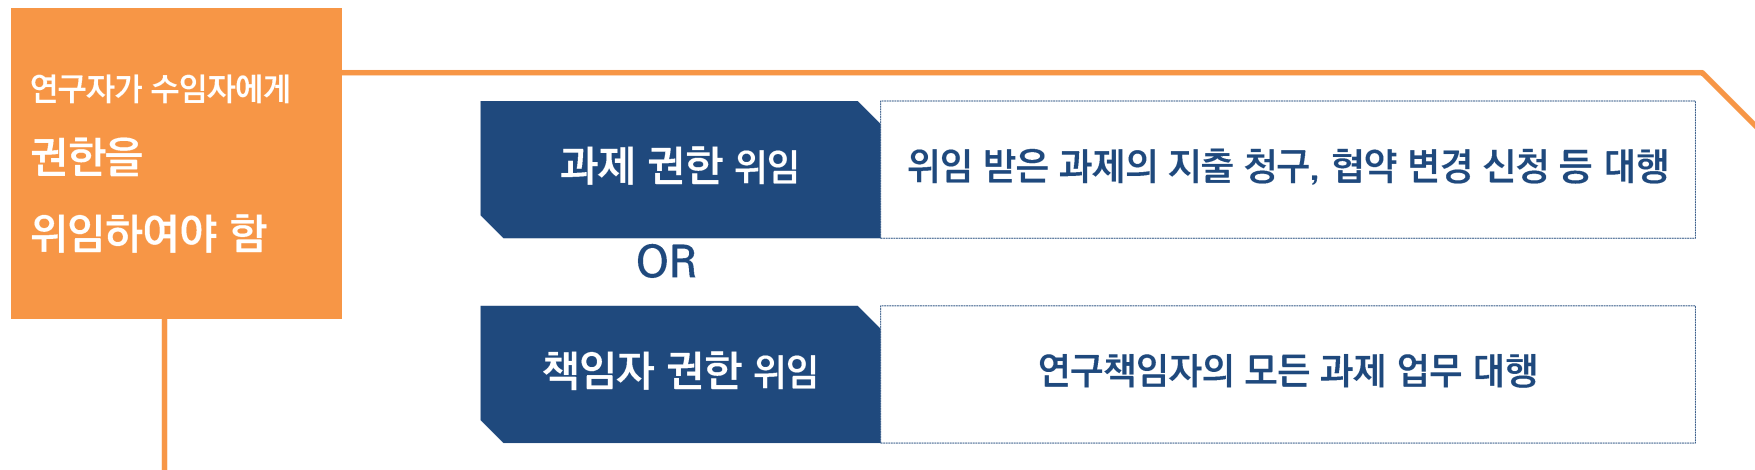 연구자가 수임자에게
권한을
위임하여야 함
과제 권한 위임
위임 받은 과제의 지출 청구, 협약 변경 신청 등 대행
OR
책임자 권한 위임
연구책임자의 모든 과제 업무 대행